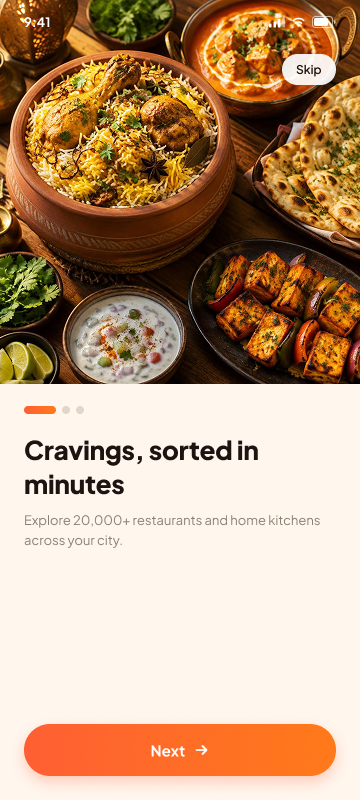 9:41
Skip
Cravings, sorted in
minutes
Explore 20,000+ restaurants and home kitchens
across your city.
Next